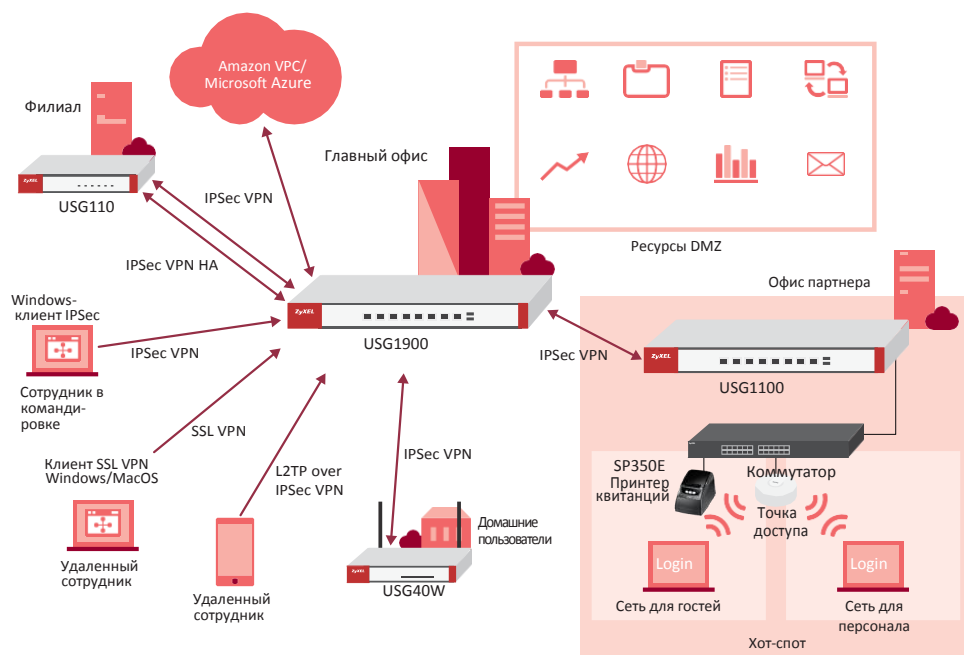 Amazon VPC/
Microsoft Azure
Филиал
ZyXEL
USG110
IPSec VPN
IPSec VPN HA
Главный офис
ZyXEL
USG1900
Ресурсы DMZ
Офис партнера
IPSec VPN
ZyXEL
USG1100
Windows-
клиент IPSec
IPSec VPN
Сотрудник в
команди-
ровке
SSL VPN
Клиент SSL VPN
Windows/MacOS
Удаленный
сотрудник
L2TP over
IPSec VPN
Удаленный
сотрудник
IPSec VPN
Домашние
пользователи
ZyXEL
USG40W
SP350E
Принтер
квитанций
Коммутатор
Точка
доступа
Login
Сеть для гостей
Login
Сеть для
персонала
Хот-спот